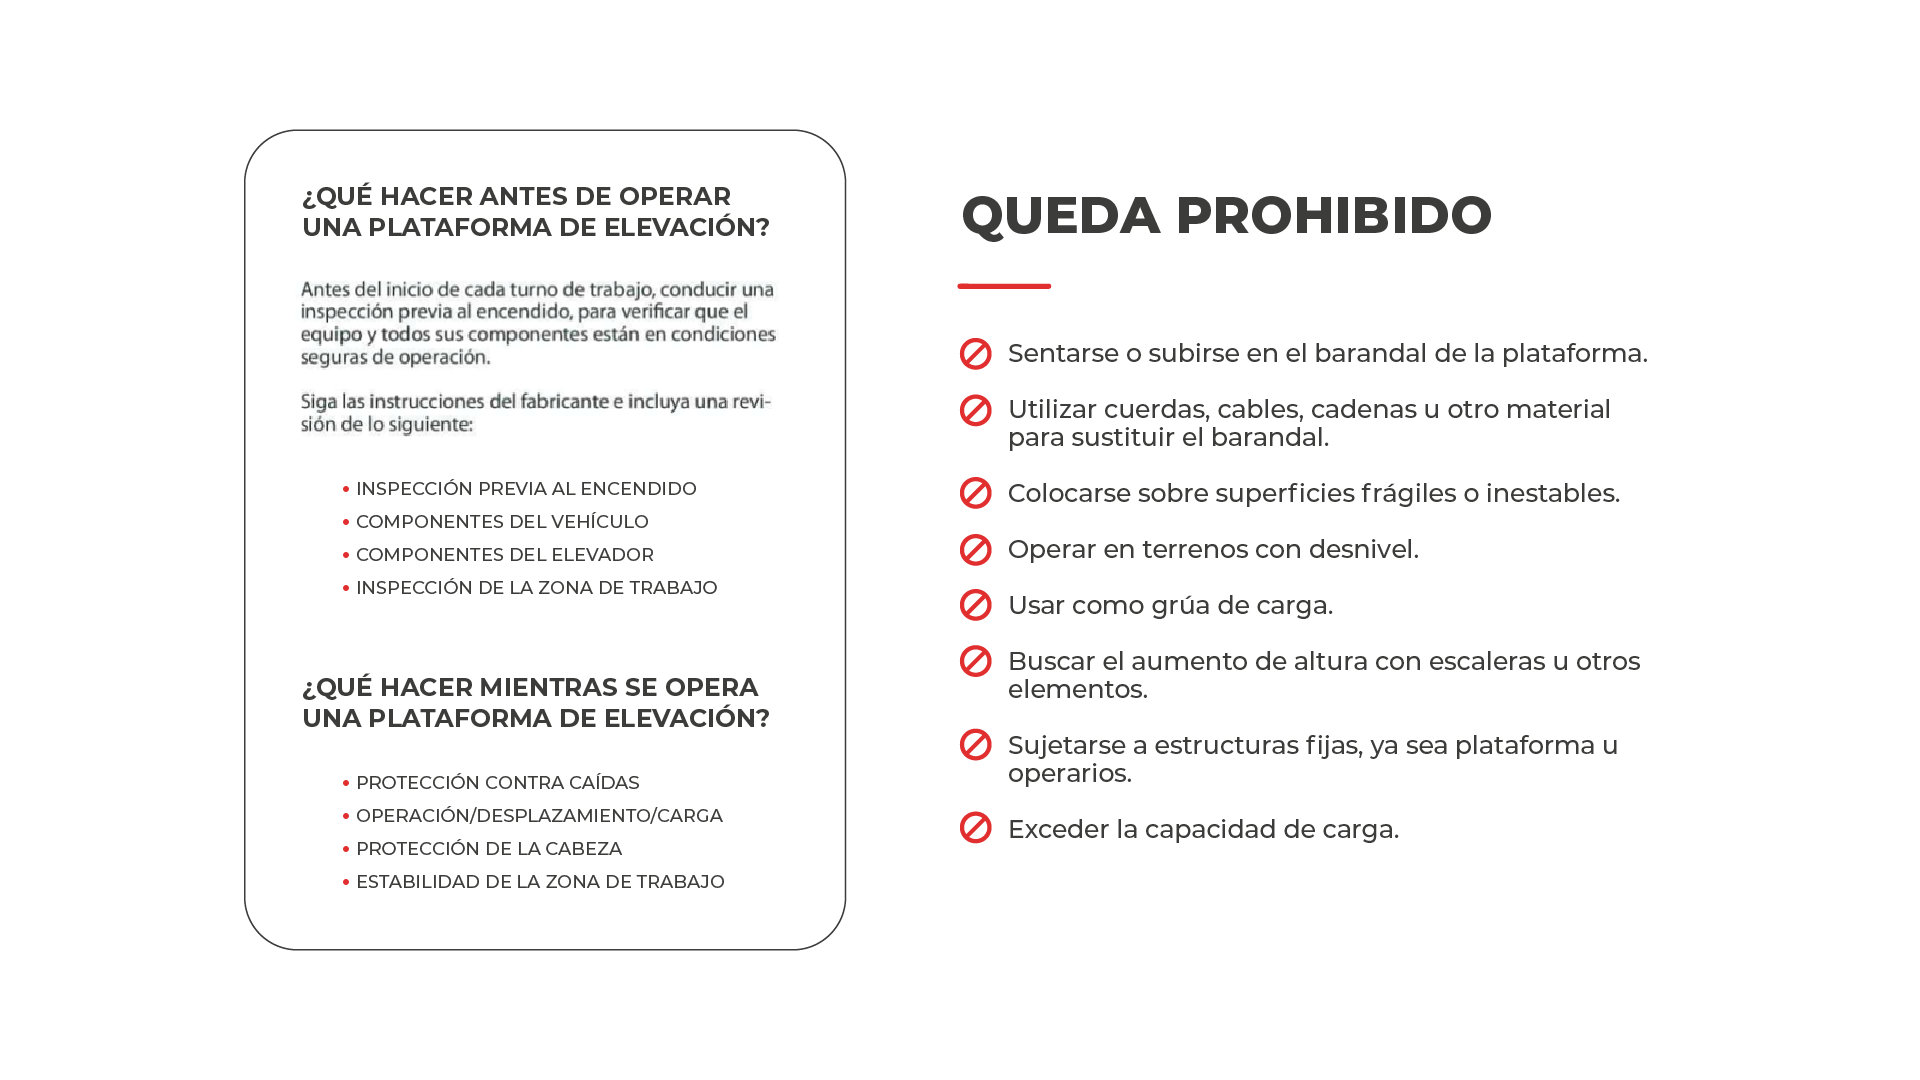 ¿QUÉ HACER ANTES DE OPERAR
UNA PLATAFORMA DE ELEVACIÓN?
Antes del inicio de cada turno de trabajo, conducir una
inspección previa al encendido, para verificar que el
equipo y todos sus componentes están en condiciones
seguras de operación.
Siga las instrucciones del fabricante e incluya una revi-
sión de lo siguiente:
• INSPECCIÓN PREVIA AL ENCENDIDO
• COMPONENTES DEL VEHÍCULO
• COMPONENTES DEL ELEVADOR
• INSPECCIÓN DE LA ZONA DE TRABAJO
¿QUÉ HACER MIENTRAS SE OPERA
UNA PLATAFORMA DE ELEVACIÓN?
• PROTECCIÓN CONTRA CAÍDAS
• OPERACIÓN/DESPLAZAMIENTO/CARGA
• PROTECCIÓN DE LA CABEZA
• ESTABILIDAD DE LA ZONA DE TRABAJO
QUEDA PROHIBIDO
Sentarse o subirse en el barandal de la plataforma.
Utilizar cuerdas, cables, cadenas u otro material
para sustituir el barandal.
Colocarse sobre superficies frágiles o inestables.
Operar en terrenos con desnivel.
Usar como grúa de carga.
Buscar el aumento de altura con escaleras u otros
elementos.
Sujetarse a estructuras fijas, ya sea plataforma u
operarios.
Exceder la capacidad de carga.